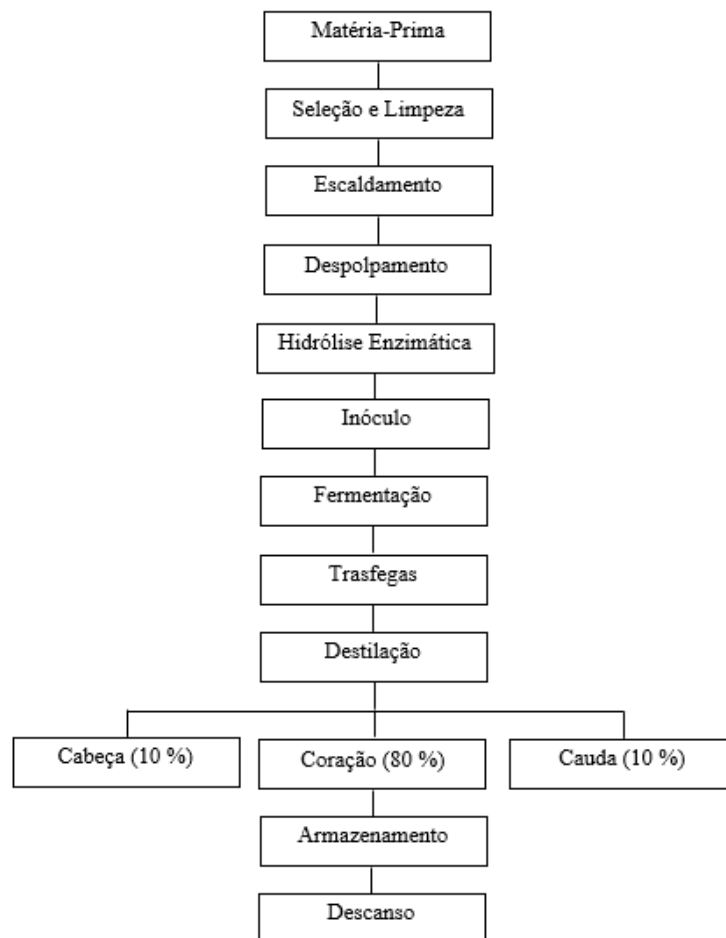 Matéria-Prima
Seleção e Limpeza
Escaldamento
Despolpamento
Hidrólise Enzimática
Inóculo
Fermentação
Trasfegas
Destilação
Cabeça (10 %)
Coração (80 %)
Cauda (10 %)
Armazenamento
Descanso